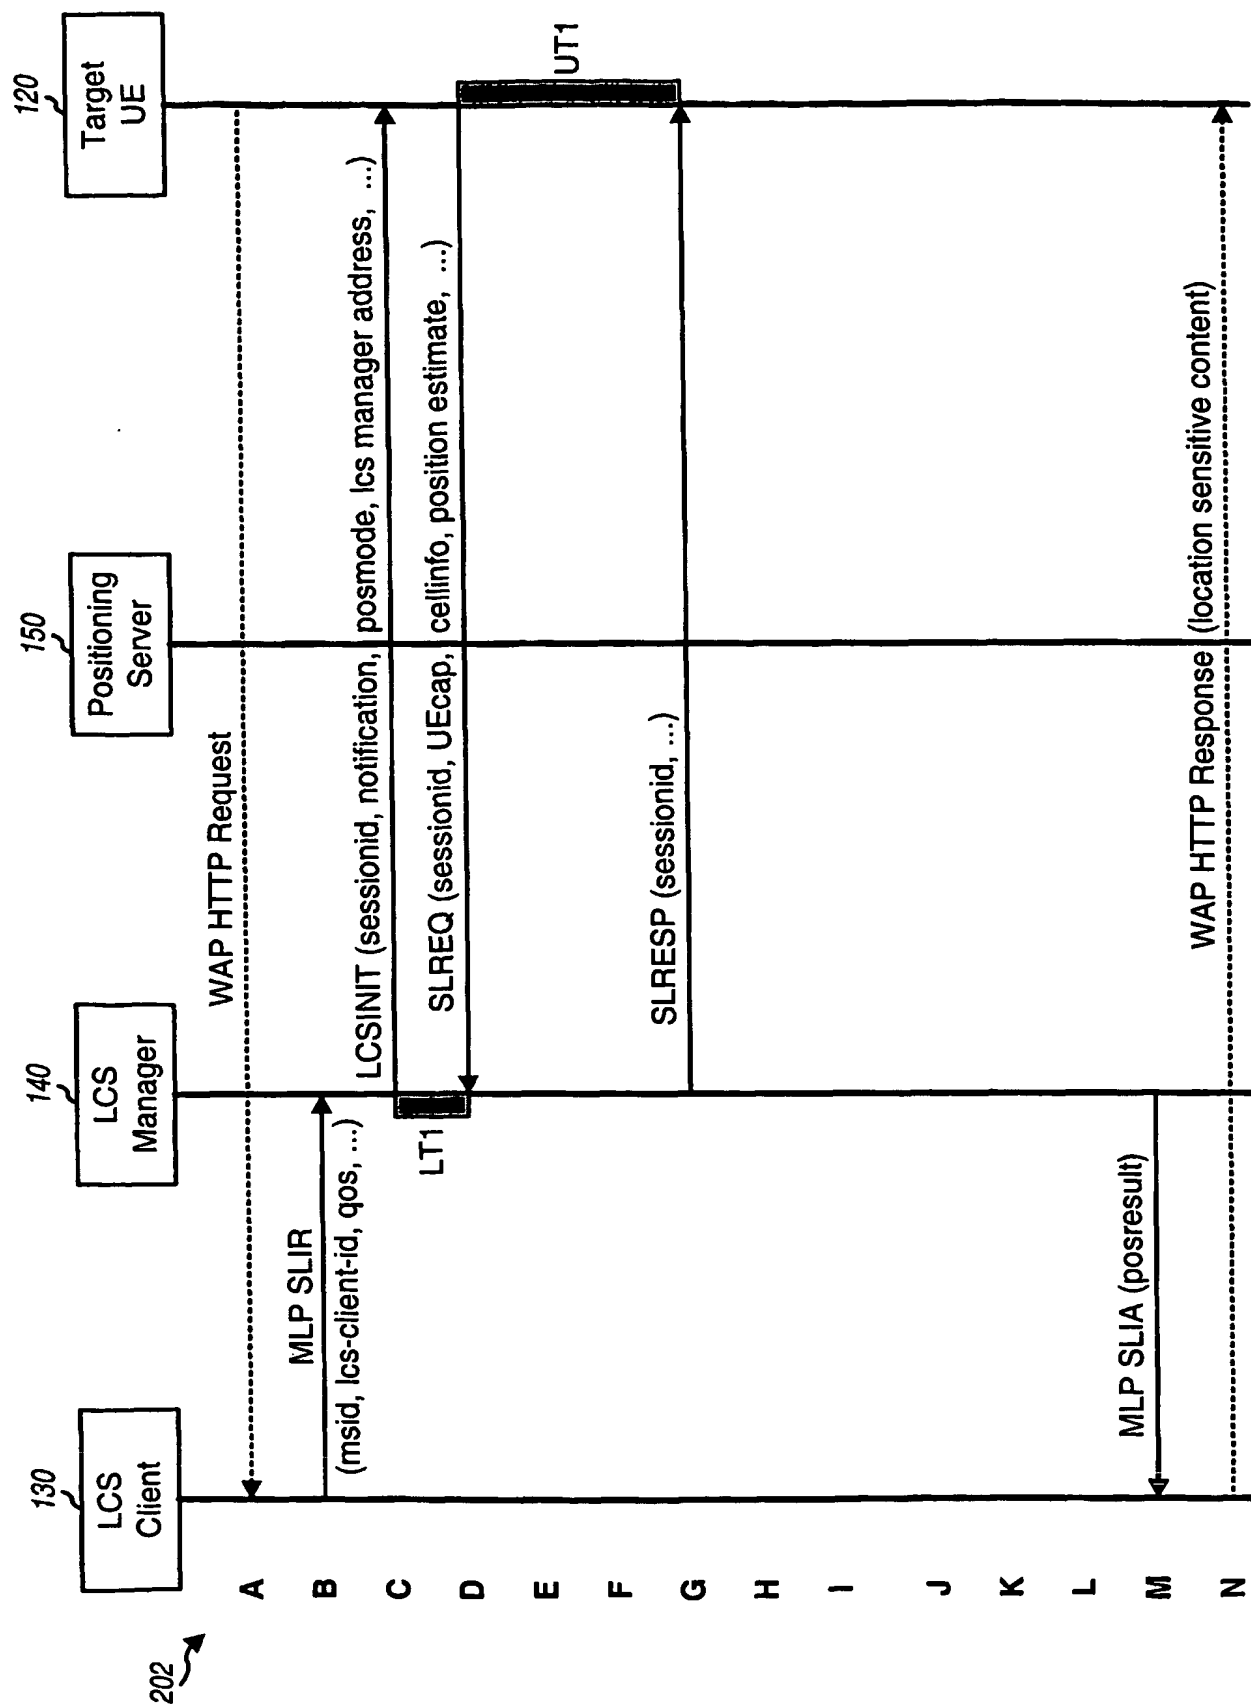 202
130
LCS
Client
140
LCS
Manager
150
Positioning
Server
120
Target
UE
A
WAP HTTP Request
B
MLP SLIR
(msid, lcs-client-id, qos, ...)
C
LCSINIT (sessionid, notification, posmode, lcs manager address, ...)
LT1
D
SLREQ (sessionid, UEcap, cellinfo, position estimate, ...)
UT1
E
F
G
SLRESP (sessionid, ...)
H
I
J
K
L
M
MLP SLIA (posresult)
N
WAP HTTP Response (location sensitive content)